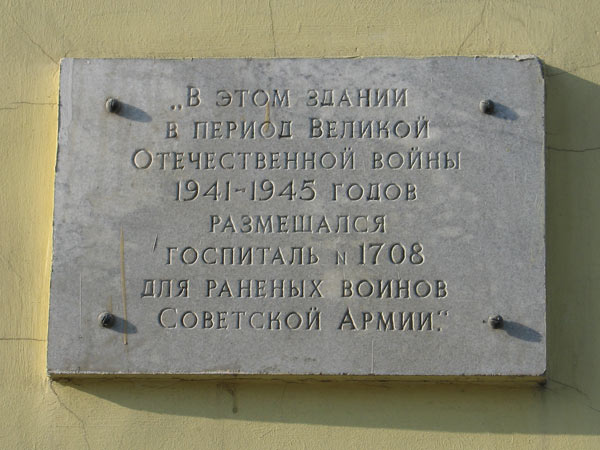 „В этом здании
в период Великой
Отечественной войны
1941-1945 годов
размещался
госпиталь N 1708
для раненых воинов
Советской Армии."